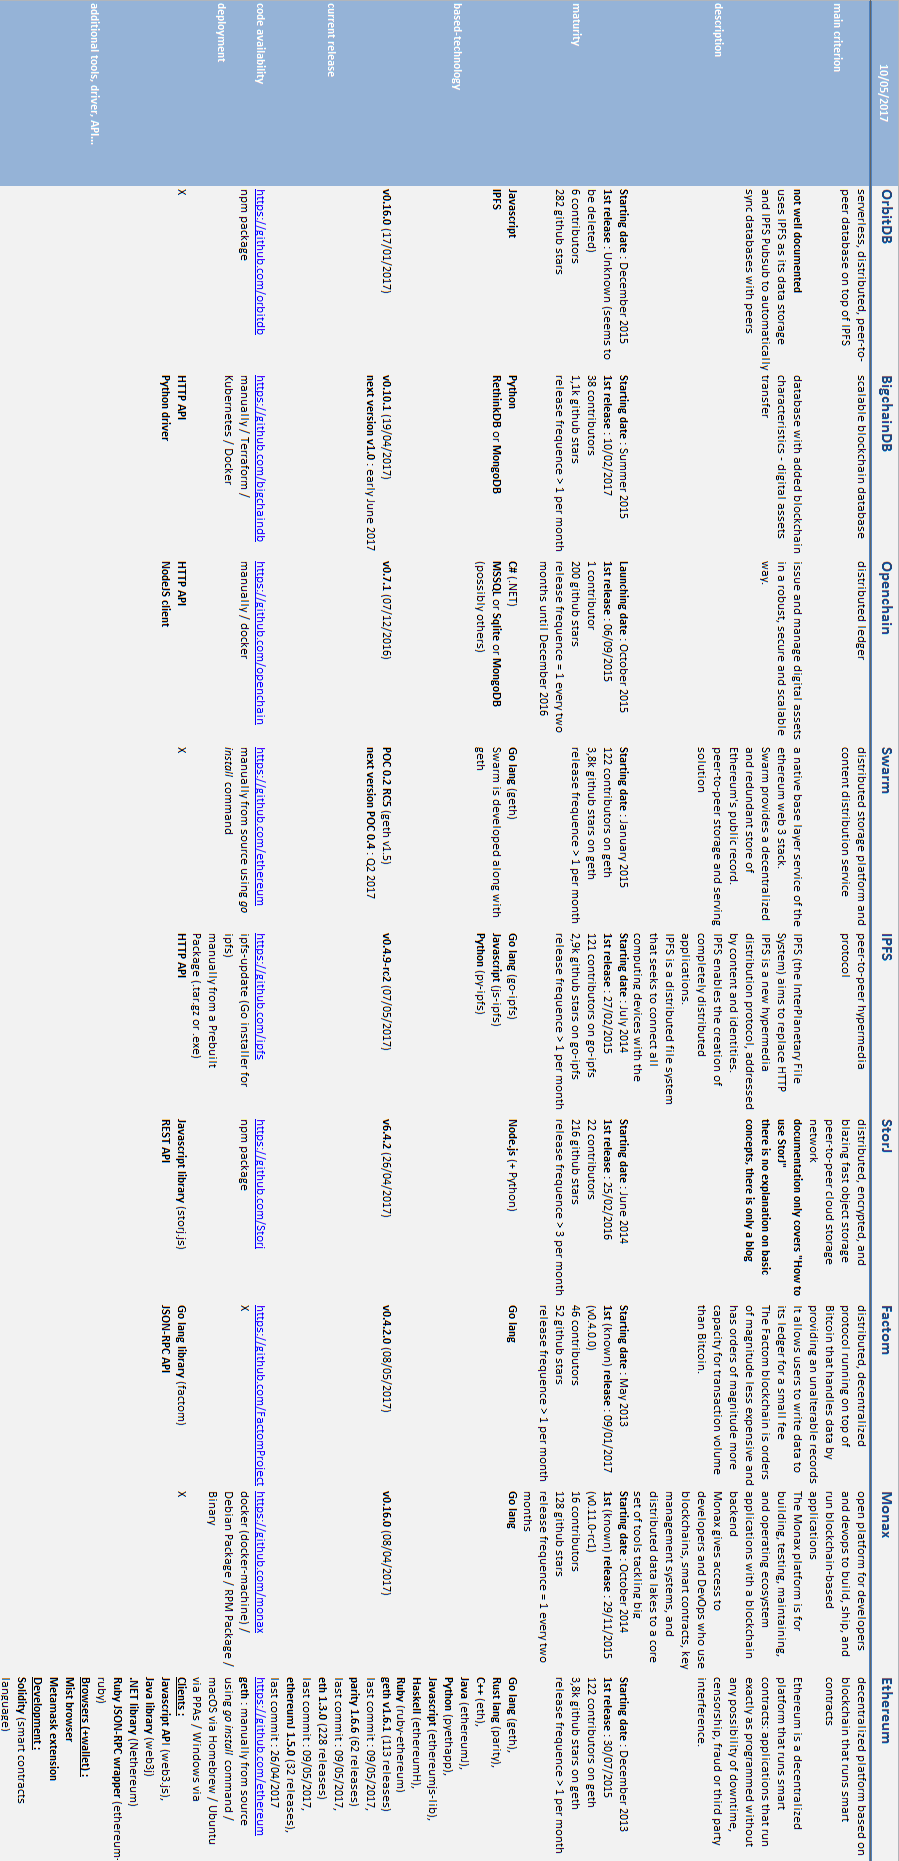 10/05/2017
OrbitDB
BigchainDB
Openchain
Swarm
IPFS
StorJ
Factom
Monax
Ethereum
main criterion
serverless, distributed, peer-to-
peer database on top of IPFS
scalable blockchain database
distributed ledger
distributed storage platform and
content distribution service
peer-to-peer hypermedia
protocol
distributed, encrypted, and
blazing fast object storage
peer-to-peer cloud storage
network
distributed, decentralized
protocol running on top of
Bitcoin that handles data by
providing an unalterable records
open platform for developers
and devops to build, ship, and
run blockchain-based
applications
decentralized platform based on
blockchain that runs smart
contracts
description
not well documented
uses IPFS as its data storage
and IPFS Pubsub to automatically
sync databases with peers
database with added blockchain
characteristics - digital assets
transfer
issue and manage digital assets
in a robust, secure and scalable
way.
a native base layer service of the
ethereum web 3 stack.
Swarm provides a decentralized
and redundant store of
Ethereum's public record.
peer-to-peer storage and serving
solution
IPFS (the InterPlanetary File
System) aims to replace HTTP
IPFS is a new hypermedia
distribution protocol, addressed
by content and identities.
IPFS enables the creation of
completely distributed
applications.
IPFS is a distributed file system
that seeks to connect all
computing devices with the
documentation only covers "How to
use StorJ"
there is no explanation on basic
concepts, there is only a blog
It allows users to write data to
its ledger for a small fee
The Factom blockchain is orders
of magnitude less expensive and
has orders of magnitude more
capacity for transaction volume
than Bitcoin.
The Monax platform is for
building, testing, maintaining,
and operating ecosystem
applications with a blockchain
backend
Monax gives access to
developers and DevOps who use
blockchains, smart contracts, key
management systems, and
distributed data lakes to a core
set of tools tackling big
Ethereum is a decentralized
platform that runs smart
contracts: applications that run
exactly as programmed without
any possibility of downtime,
censorship, fraud or third party
interference.
maturity
Starting date : December 2015
1st release : Unknown (seems to
be deleted)
6 contributors
282 github stars
Starting date : Summer 2015
1st release : 10/02/2017
38 contributors
1,1k github stars
release frequence > 1 per month
Launching date : October 2015
1st release : 06/09/2015
1 contributor
200 github stars
release frequence = 1 every two
months until December 2016
Starting date : January 2015
122 contributors on geth
3,8k github stars on geth
release frequence > 1 per month
Starting date : July 2014
1st release : 27/02/2015
121 contributors on go-ipfs
2,9k github stars on go-ipfs
release frequence > 1 per month
Starting date : June 2014
1st release : 25/02/2016
22 contributors
216 github stars
release frequence > 3 per month
Starting date : May 2013
1st (known) release : 09/01/2017
(v0.4.0.0)
46 contributors
52 github stars
release frequence > 1 per month
Starting date : October 2014
1st (known) release : 29/11/2015
(v0.11.0-rc1)
16 contributors
128 github stars
release frequence = 1 every two
months
Starting date : December 2013
1st release : 30/07/2015
122 contributors on geth
3,8k github stars on geth
release frequence > 1 per month
based-technology
Javascript
IPFS
Python
RethinkDB or MongoDB
C# (.NET)
MSSQL or Sqlite or MongoDB
(possibly others)
Go lang (geth)
Swarm is developed along with
geth
Go lang (go-ipfs)
Javascript (js-ipfs)
Python (py-ipfs)
Node.js (+ Python)
Go lang
Go lang
Go lang (geth),
Rust lang (parity),
C++ (eth),
Java (ethereumJ),
Python (pyethapp),
Javascript (ethereumjs-lib),
Haskell (ethereumH),
Ruby (ruby-ethereum)
current release
v0.16.0 (17/01/2017)
v0.10.1 (19/04/2017)
next version v1.0 : early June 2017
v0.7.1 (07/12/2016)
POC 0.2 RC5 (geth v1.5)
next version POC 0.4 : Q2 2017
v0.4.9-rc2 (07/05/2017)
v6.4.2 (26/04/2017)
v0.4.2.0 (08/05/2017)
v0.16.0 (08/04/2017)
geth v1.6.1 (113 releases)
last commit : 09/05/2017,
parity 1.6.6 (62 releases)
last commit : 09/05/2017,
eth 1.3.0 (228 releases)
last commit : 09/05/2017,
ethereumJ 1.5.0 (32 releases),
last commit : 26/04/2017
code availability
https://github.com/orbitdb
https://github.com/bigchaindb
https://github.com/openchain
https://github.com/ethereum
https://github.com/ipfs
https://github.com/Storj
https://github.com/FactomProject
https://github.com/monax
https://github.com/ethereum
deployment
npm package
manually / Terraform /
Kubernetes / Docker
manually / docker
manually from source using go
install command
ipfs-update (Go installer for
ipfs)
manually from a Prebuilt
Package (.tar.gz or .exe)
npm package
X
docker (docker-machine) /
Debian Package / RPM Package /
Binary
geth : manually from source
using go install command /
macOS via Homebrew / Ubuntu
via PPAs / Windows via
additional tools, driver, API...
X
HTTP API
Python driver
HTTP API
NodeJS client
X
HTTP API
Javascript library (storj.js)
REST API
Go lang library (factom)
JSON-RPC API
X
Clients :
Javascript API (web3.js),
Java library (web3j)
.NET library (Nethereum)
Ruby JSON-RPC wrapper (ethereum-
ruby)
Browsers (+wallet) :
Mist browser
Metamask extension
Development :
Solidity (smart contracts
language)